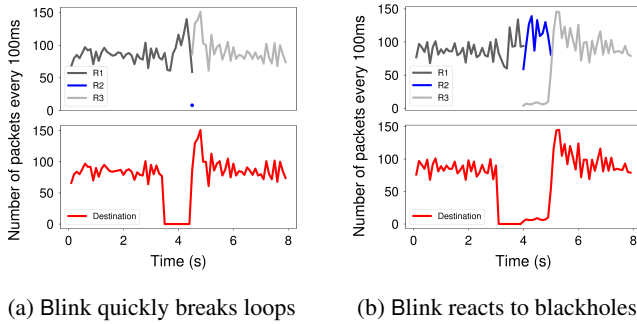 Number of packets every 100ms
150
100
50
0
R1
R2
R3
150
100
50
0
Destination
0
2
4
6
8
Time (s)
(a) Blink quickly breaks loops
Number of packets every 100ms
150
100
50
0
R1
R2
R3
150
100
50
0
Destination
0
2
4
6
8
Time (s)
(b) Blink reacts to blackholes